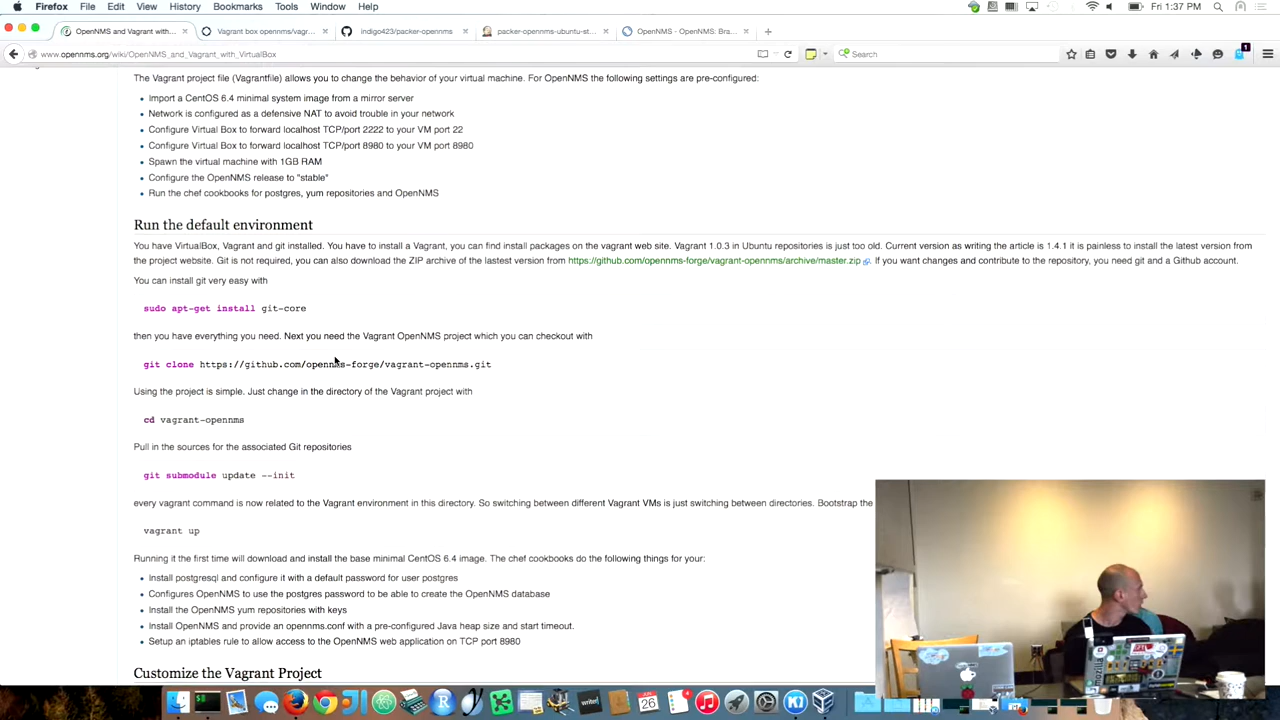 Firefox File Edit View History Bookmarks Tools Window Help Fri 1:37 PM
OpenNMS and Vagrant with... × Vagrant box opennms/vagr... × indigo423/packer-opennms × packer-opennms-ubuntu-st... × OpenNMS - OpenNMS: Bra... ×
www.opennms.org/wiki/OpenNMS_and_Vagrant_with_VirtualBox Search 1
The Vagrant project file (Vagrantfile) allows you to change the behavior of your virtual machine. For OpenNMS the following settings are pre-configured:
Import a CentOS 6.4 minimal system image from a mirror server
Network is configured as a defensive NAT to avoid trouble in your network
Configure Virtual Box to forward localhost TCP/port 2222 to your VM port 22
Configure Virtual Box to forward localhost TCP/port 8980 to your VM port 8980
Spawn the virtual machine with 1GB RAM
Configure the OpenNMS release to "stable"
Run the chef cookbooks for postgres, yum repositories and OpenNMS
Run the default environment
You have VirtualBox, Vagrant and git installed. You have to install a Vagrant, you can find install packages on the vagrant web site. Vagrant 1.0.3 in Ubuntu repositories is just too old. Current version as writing the article is 1.4.1 it is painless to install the latest version from
the project website. Git is not required, you can also download the ZIP archive of the lastest version from https://github.com/opennms-forge/vagrant-opennms/archive/master.zip . If you want changes and contribute to the repository, you need git and a Github account.
You can install git very easy with
sudo apt-get install git-core
then you have everything you need. Next you need the Vagrant OpenNMS project which you can checkout with
git clone https://github.com/opennms-forge/vagrant-opennms.git
Using the project is simple. Just change in the directory of the Vagrant project with
cd vagrant-opennms
Pull in the sources for the associated Git repositories
git submodule update --init
every vagrant command is now related to the Vagrant environment in this directory. So switching between different Vagrant VMs is just switching between directories. Bootstrap the
vagrant up
Running it the first time will download and install the base minimal CentOS 6.4 image. The chef cookbooks do the following things for your:
Install postgresql and configure it with a default password for user postgres
Configures OpenNMS to use the postgres password to be able to create the OpenNMS database
Install the OpenNMS yum repositories with keys
Install OpenNMS and provide an opennms.conf with a pre-configured Java heap size and start timeout.
Setup an iptables rule to allow access to the OpenNMS web application on TCP port 8980
Customize the Vagrant Project
mozilla